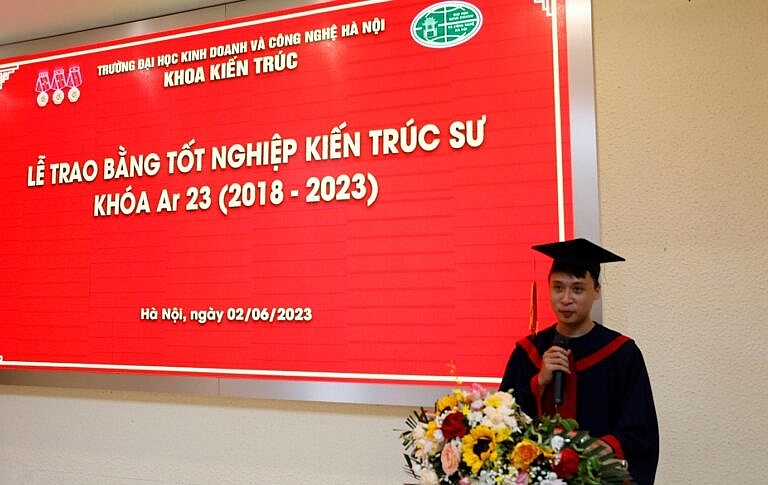 TRƯỜNG ĐẠI HỌC KINH DOANH VÀ CÔNG NGHỆ HÀ NỘI
KHOA KIẾN TRÚC
LỄ TRAO BẰNG TỐT NGHIỆP KIẾN TRÚC SƯ
KHÓA Ar 23 (2018 - 2023)
Hà Nội, ngày 02/06/2023